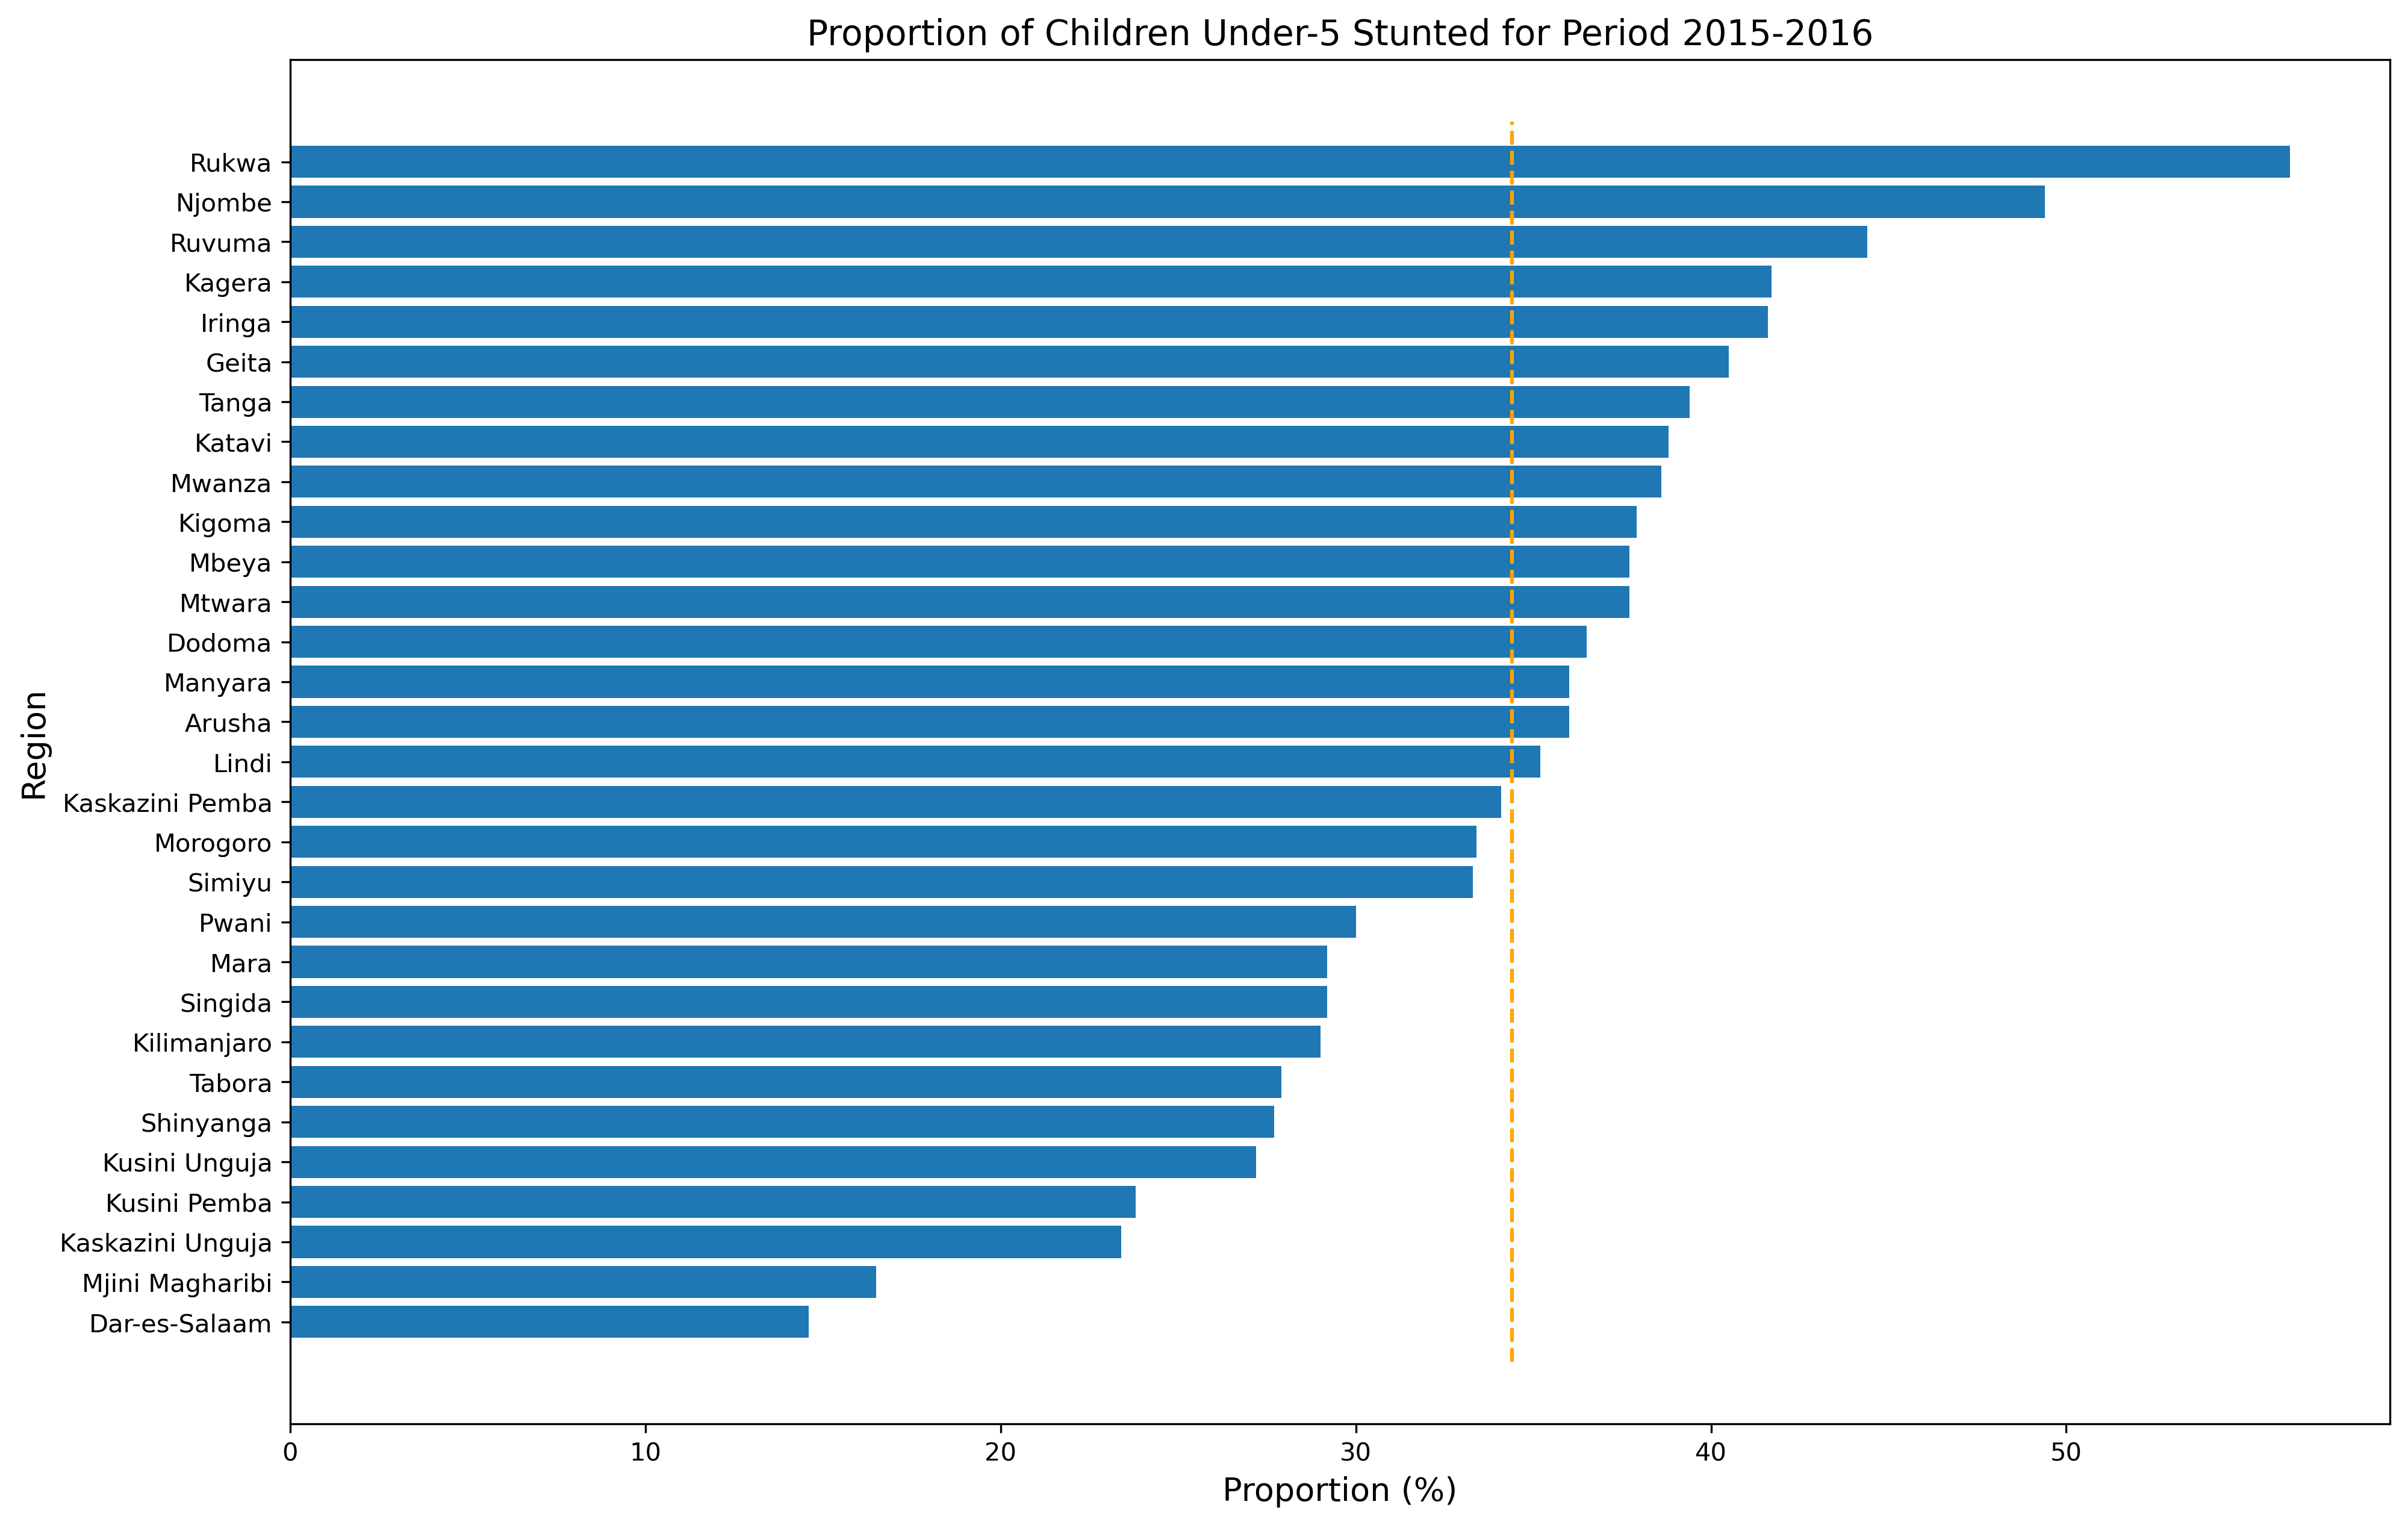 Proportion of Children Under-5 Stunted for Period 2015-2016
Region
Rukwa
Njombe
Ruvuma
Kagera
Iringa
Geita
Tanga
Katavi
Mwanza
Kigoma
Mbeya
Mtwara
Dodoma
Manyara
Arusha
Lindi
Kaskazini Pemba
Morogoro
Simiyu
Pwani
Mara
Singida
Kilimanjaro
Tabora
Shinyanga
Kusini Unguja
Kusini Pemba
Kaskazini Unguja
Mjini Magharibi
Dar-es-Salaam
0 10 20 30 40 50
Proportion (%)